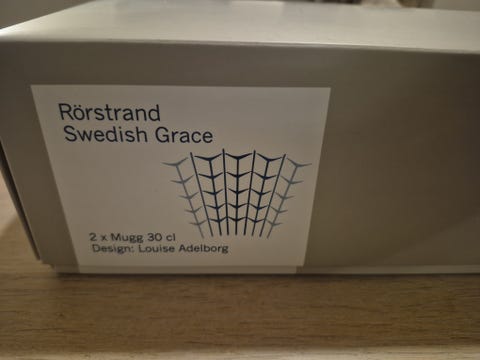 Rörstrand
Swedish Grace
2 x Mugg 30 cl
Design: Louise Adelborg